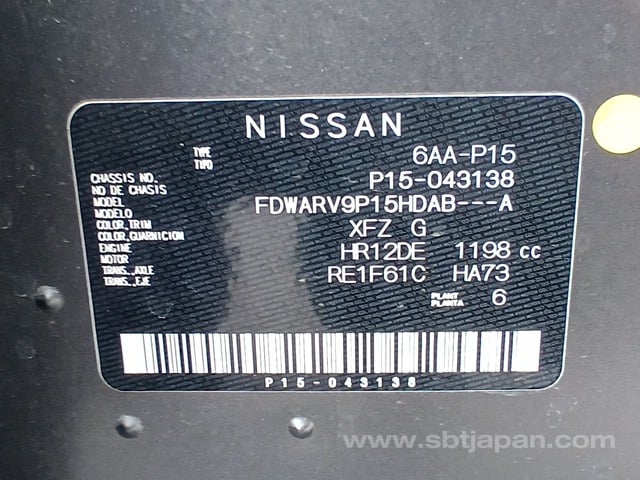 NISSAN
TYPE 6AA-P15
TIPO
CHASSIS NO. P15-043138
NO DE CHASIS
MODEL FDWARV9P15HDAB---A
MODELO
COLOR,TRIM XFZ G
COLOR,GUARNICION
ENGINE HR12DE 1198 cc
MOTOR
TRANS.,AXLE RE1F61C HA73
TRANS.,EJE
PLANT 6
PLANTA
P15-043138
www.sbtjapan.com